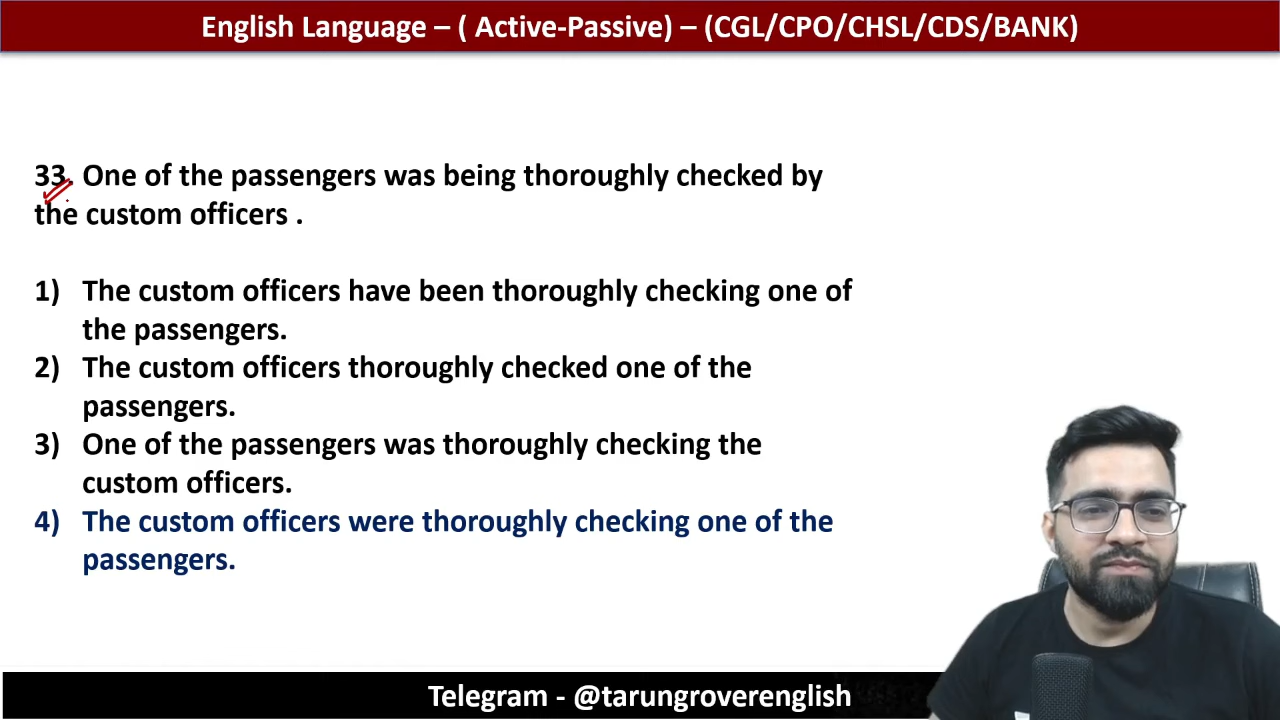 English Language – ( Active-Passive) – (CGL/CPO/CHSL/CDS/BANK)
33. One of the passengers was being thoroughly checked by
the custom officers .
1) The custom officers have been thoroughly checking one of
the passengers.
2) The custom officers thoroughly checked one of the
passengers.
3) One of the passengers was thoroughly checking the
custom officers.
4) The custom officers were thoroughly checking one of the
passengers.
Telegram - @tarungroverenglish